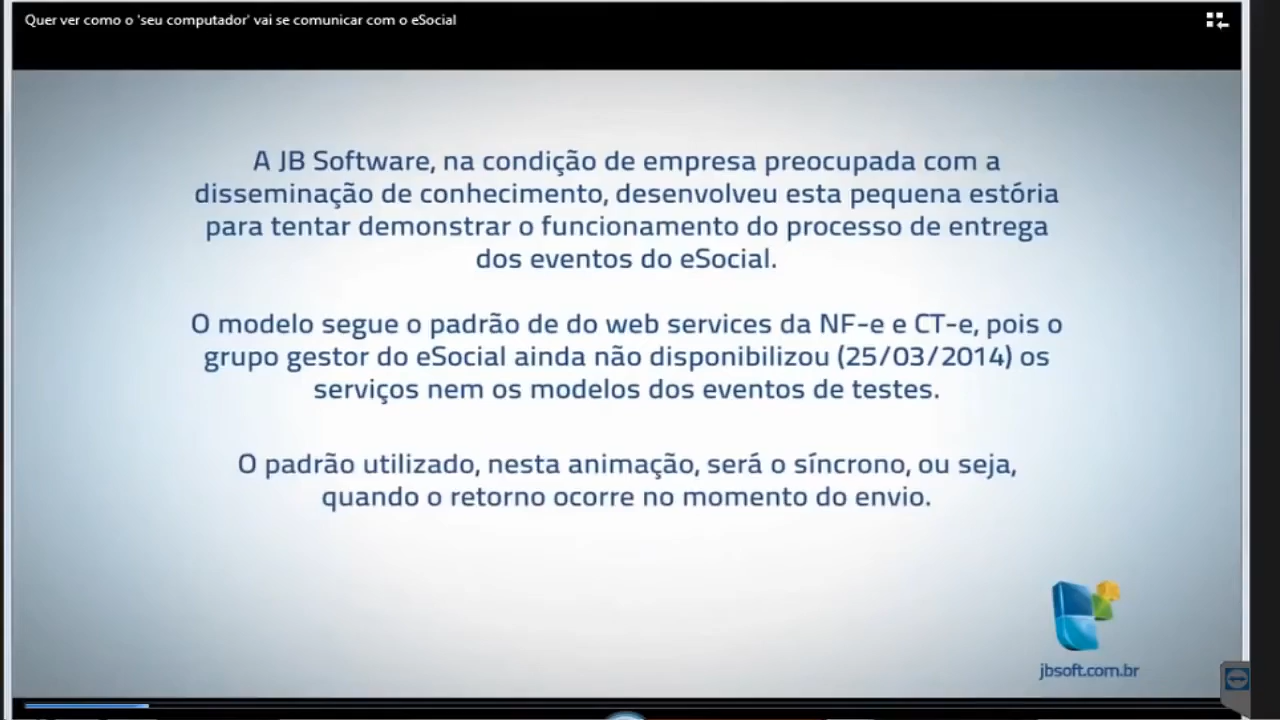 Quer ver como o 'seu computador' vai se comunicar com o eSocial
A JB Software, na condição de empresa preocupada com a
disseminação de conhecimento, desenvolveu esta pequena estória
para tentar demonstrar o funcionamento do processo de entrega
dos eventos do eSocial.
O modelo segue o padrão de do web services da NF-e e CT-e, pois o
grupo gestor do eSocial ainda não disponibilizou (25/03/2014) os
serviços nem os modelos dos eventos de testes.
O padrão utilizado, nesta animação, será o síncrono, ou seja,
quando o retorno ocorre no momento do envio.
jbsoft.com.br